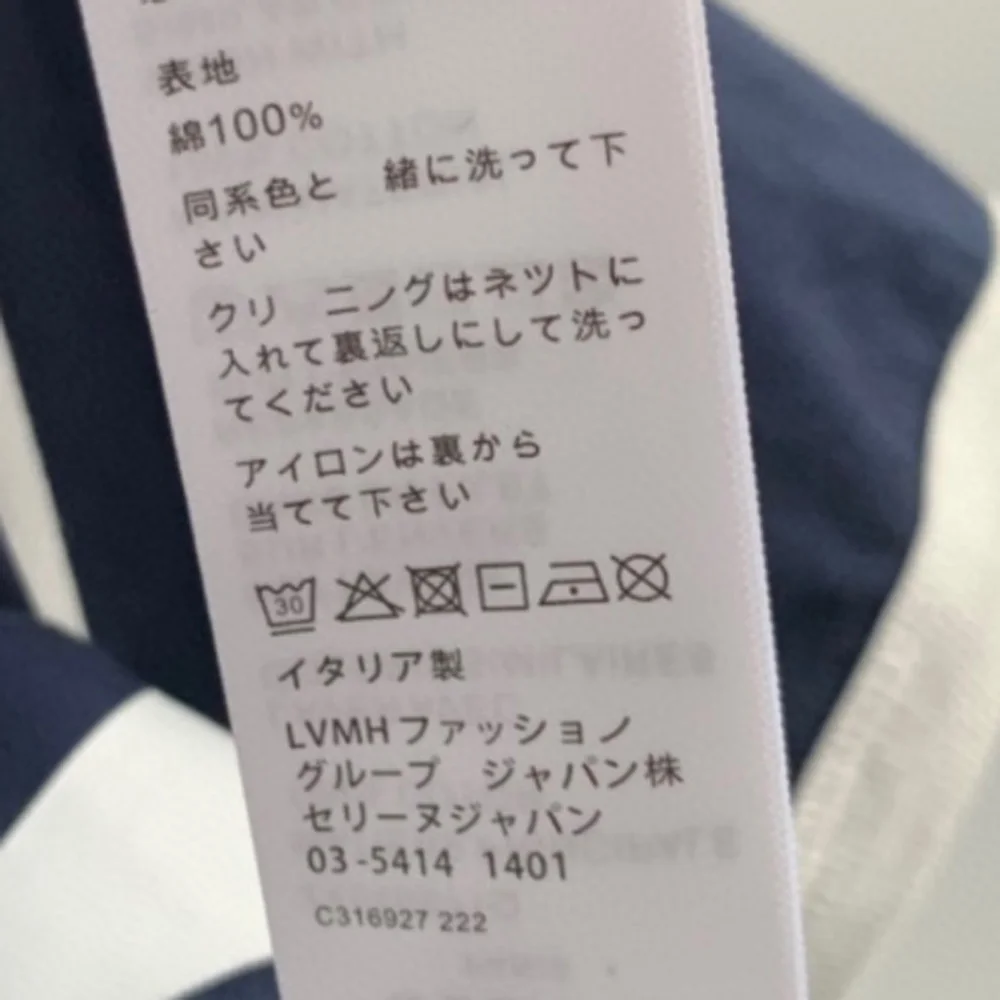 表地
綿100%
同系色と 緒に洗って下
さい
クリ ニノグはネツトに
入れて裏返しにして洗っ
てください
アイロンは裏から
当てて下さい
30
イタリア製
LVMHファッショノ
グループ ジャパン株
セリーヌジャパン
03-5414 1401
C316927 222